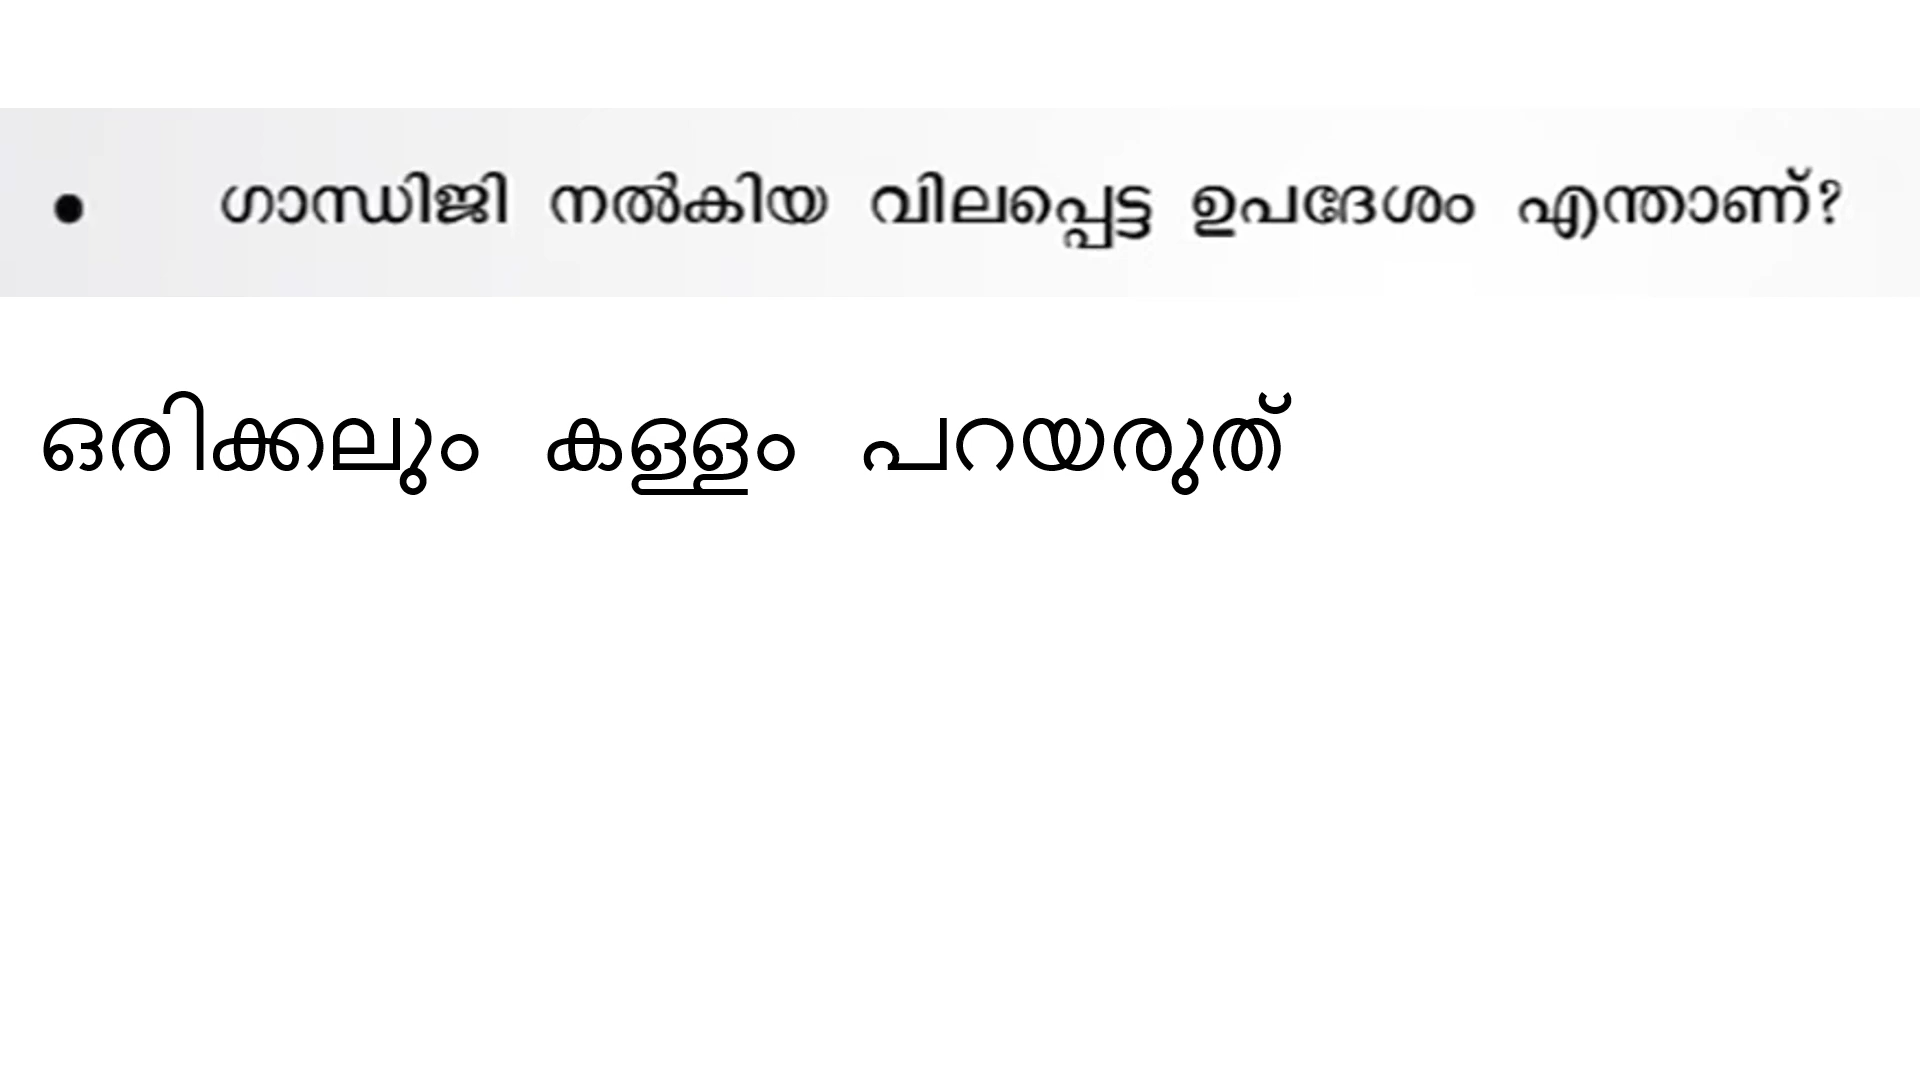 • ഗാന്ധിജി നൽകിയ വിലപ്പെട്ട ഉപദേശം എന്താണ്?
ഒരിക്കലും കള്ളം പറയരുത്